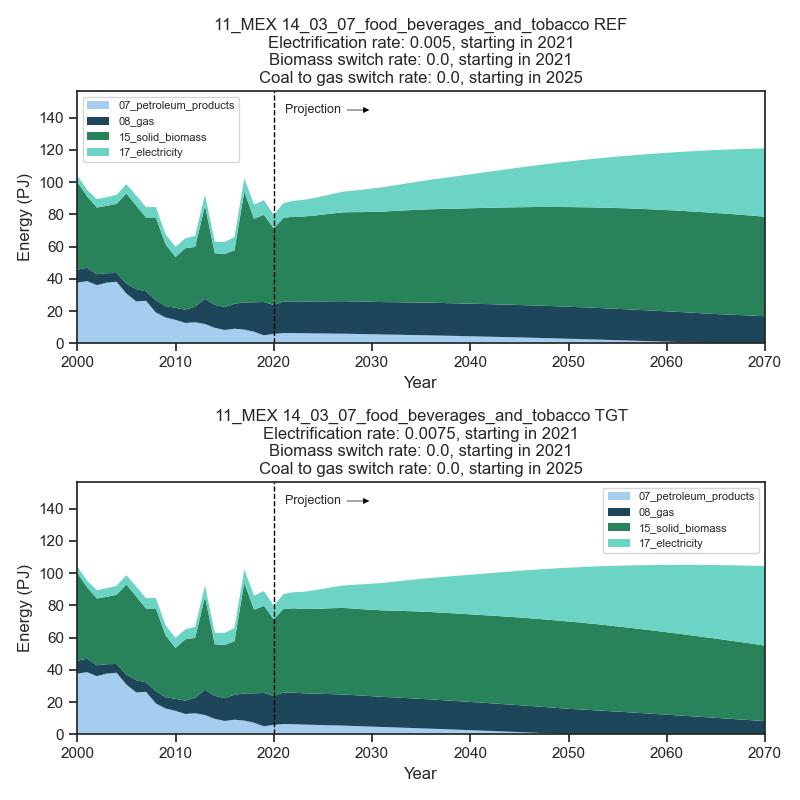 11_MEX 14_03_07_food_beverages_and_tobacco REF
Electrification rate: 0.005, starting in 2021
Biomass switch rate: 0.0, starting in 2021
Coal to gas switch rate: 0.0, starting in 2025
07_petroleum_products
08_gas
15_solid_biomass
17_electricity
Projection
Energy (PJ)
140
120
100
80
60
40
20
0
2000 2010 2020 2030 2040 2050 2060 2070
Year
11_MEX 14_03_07_food_beverages_and_tobacco TGT
Electrification rate: 0.0075, starting in 2021
Biomass switch rate: 0.0, starting in 2021
Coal to gas switch rate: 0.0, starting in 2025
Projection
07_petroleum_products
08_gas
15_solid_biomass
17_electricity
Energy (PJ)
140
120
100
80
60
40
20
0
2000 2010 2020 2030 2040 2050 2060 2070
Year